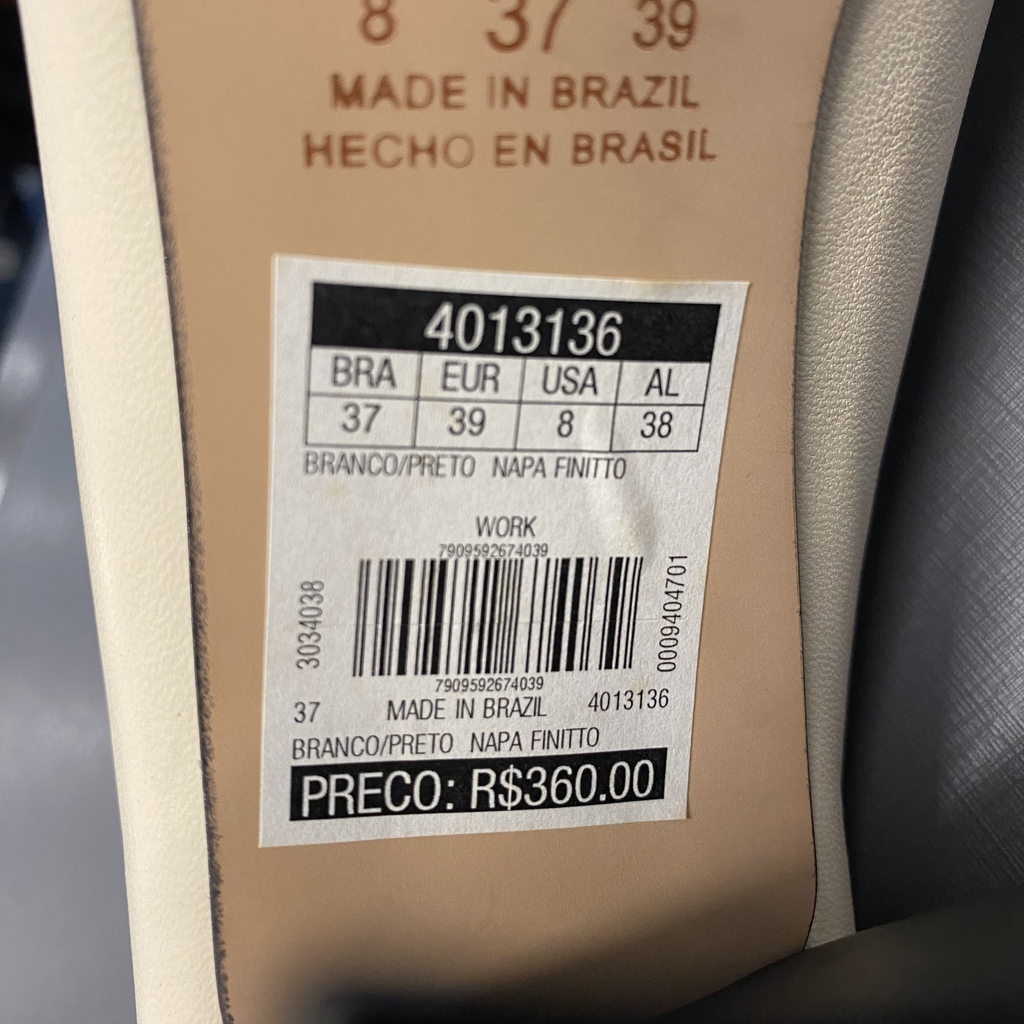 8 37 39
MADE IN BRAZIL
HECHO EN BRASIL
4013136
BRA EUR USA AL
37 39 8 38
BRANCO/PRETO NAPA FINITTO
WORK
7909592674039
3034038
0009404701
7909592674039
37 MADE IN BRAZIL 4013136
BRANCO/PRETO NAPA FINITTO
PRECO: R$360.00